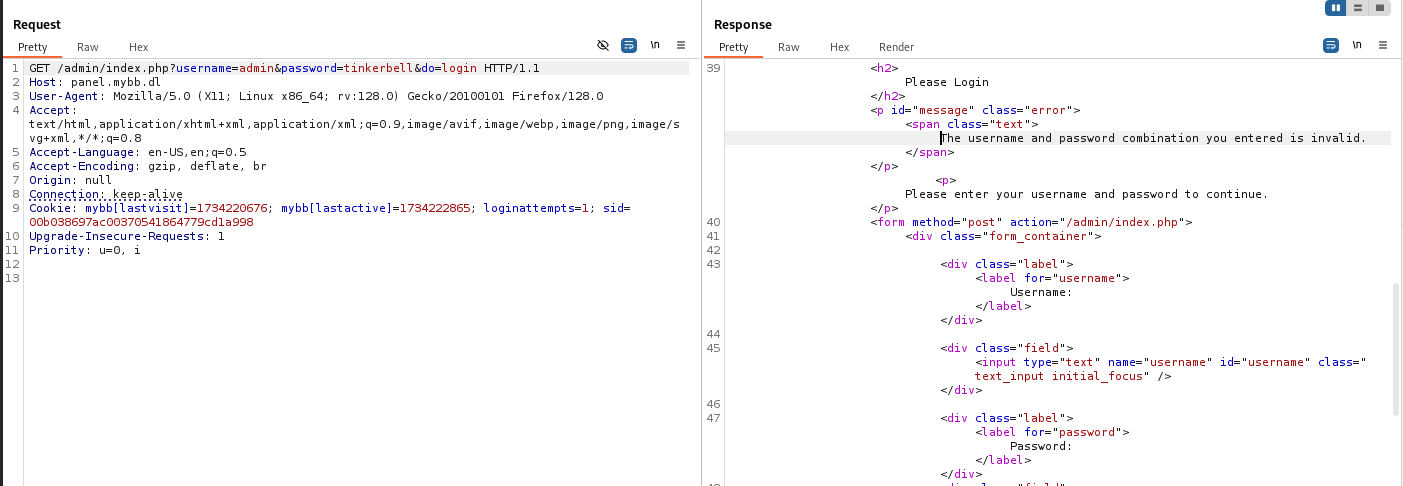 Request
Pretty Raw Hex
\n
1 GET /admin/index.php?username=admin&password=tinkerbell&do=login HTTP/1.1
2 Host: panel.mybb.dl
3 User-Agent: Mozilla/5.0 (X11; Linux x86_64; rv:128.0) Gecko/20100101 Firefox/128.0
4 Accept:
text/html,application/xhtml+xml,application/xml;q=0.9,image/avif,image/webp,image/png,image/s
vg+xml,*/*;q=0.8
5 Accept-Language: en-US,en;q=0.5
6 Accept-Encoding: gzip, deflate, br
7 Origin: null
8 Connection: keep-alive
9 Cookie: mybb[lastvisit]=1734220676; mybb[lastactive]=1734222865; loginattempts=1; sid=
00b038697ac00370541864779cd1a998
10 Upgrade-Insecure-Requests: 1
11 Priority: u=0, i
12
13
Response
Pretty Raw Hex Render
\n
39 <h2>
Please Login
</h2>
<p id="message" class="error">
<span class="text">
The username and password combination you entered is invalid.
</span>
</p>
<p>
Please enter your username and password to continue.
</p>
40 <form method="post" action="/admin/index.php">
41 <div class="form_container">
42
43 <div class="label">
<label for="username">
Username:
</label>
</div>
44
45 <div class="field">
<input type="text" name="username" id="username" class="
text_input initial_focus" />
</div>
46
47 <div class="label">
<label for="password">
Password:
</label>
</div>